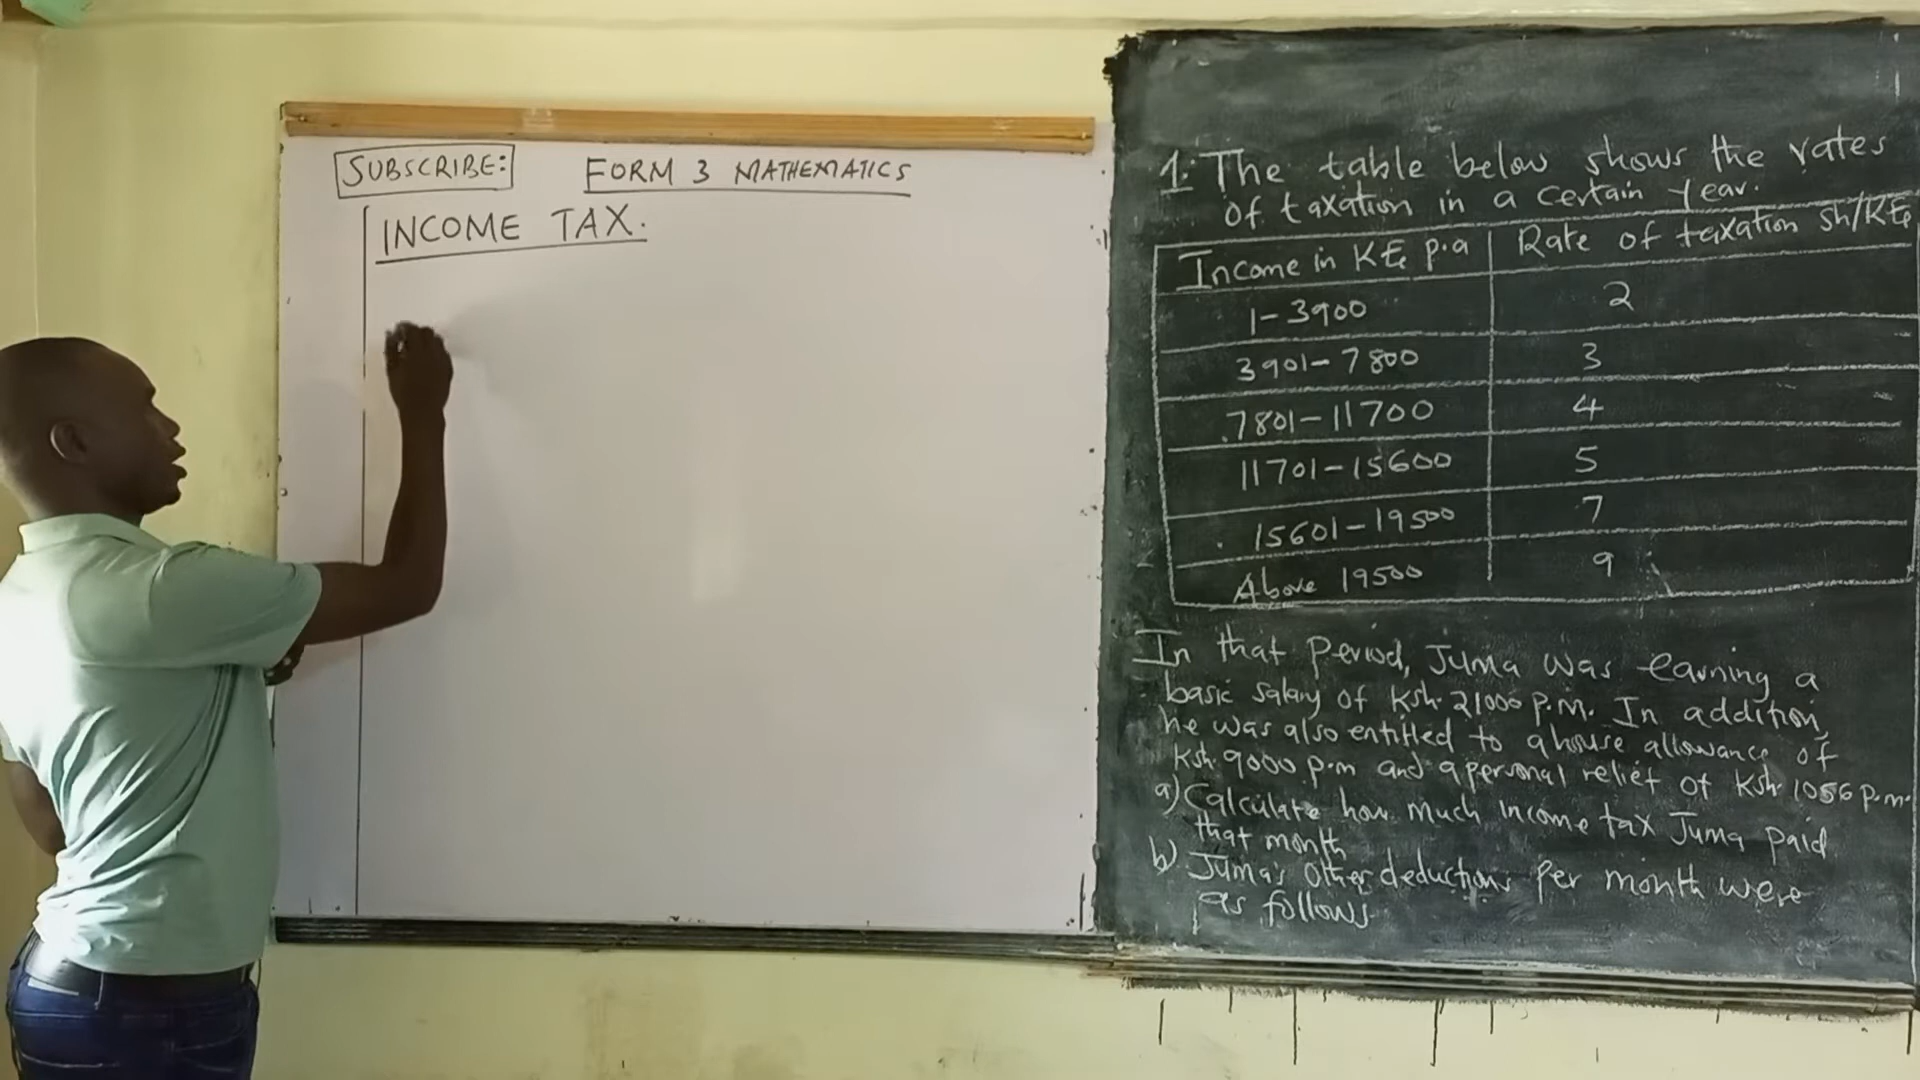 SUBSCRIBE:
FORM 3 MATHEMATICS
INCOME TAX.
1. The table below shows the rates
of taxation in a certain year.
Income in K£ p.a | Rate of taxation sh/K£
1-3900 | 2
3901-7800 | 3
7801-11700 | 4
11701-15600 | 5
15601-19500 | 7
Above 19500 | 9
In that period, Juma was earning a
basic salary of Ksh. 21000 p.m. In addition,
he was also entitled to a house allowance of
Ksh. 9000 p.m and a personal relief of Ksh. 1056 p.m.
a) Calculate how much income tax Juma paid
that month
b) Juma's other deductions per month were
as follows